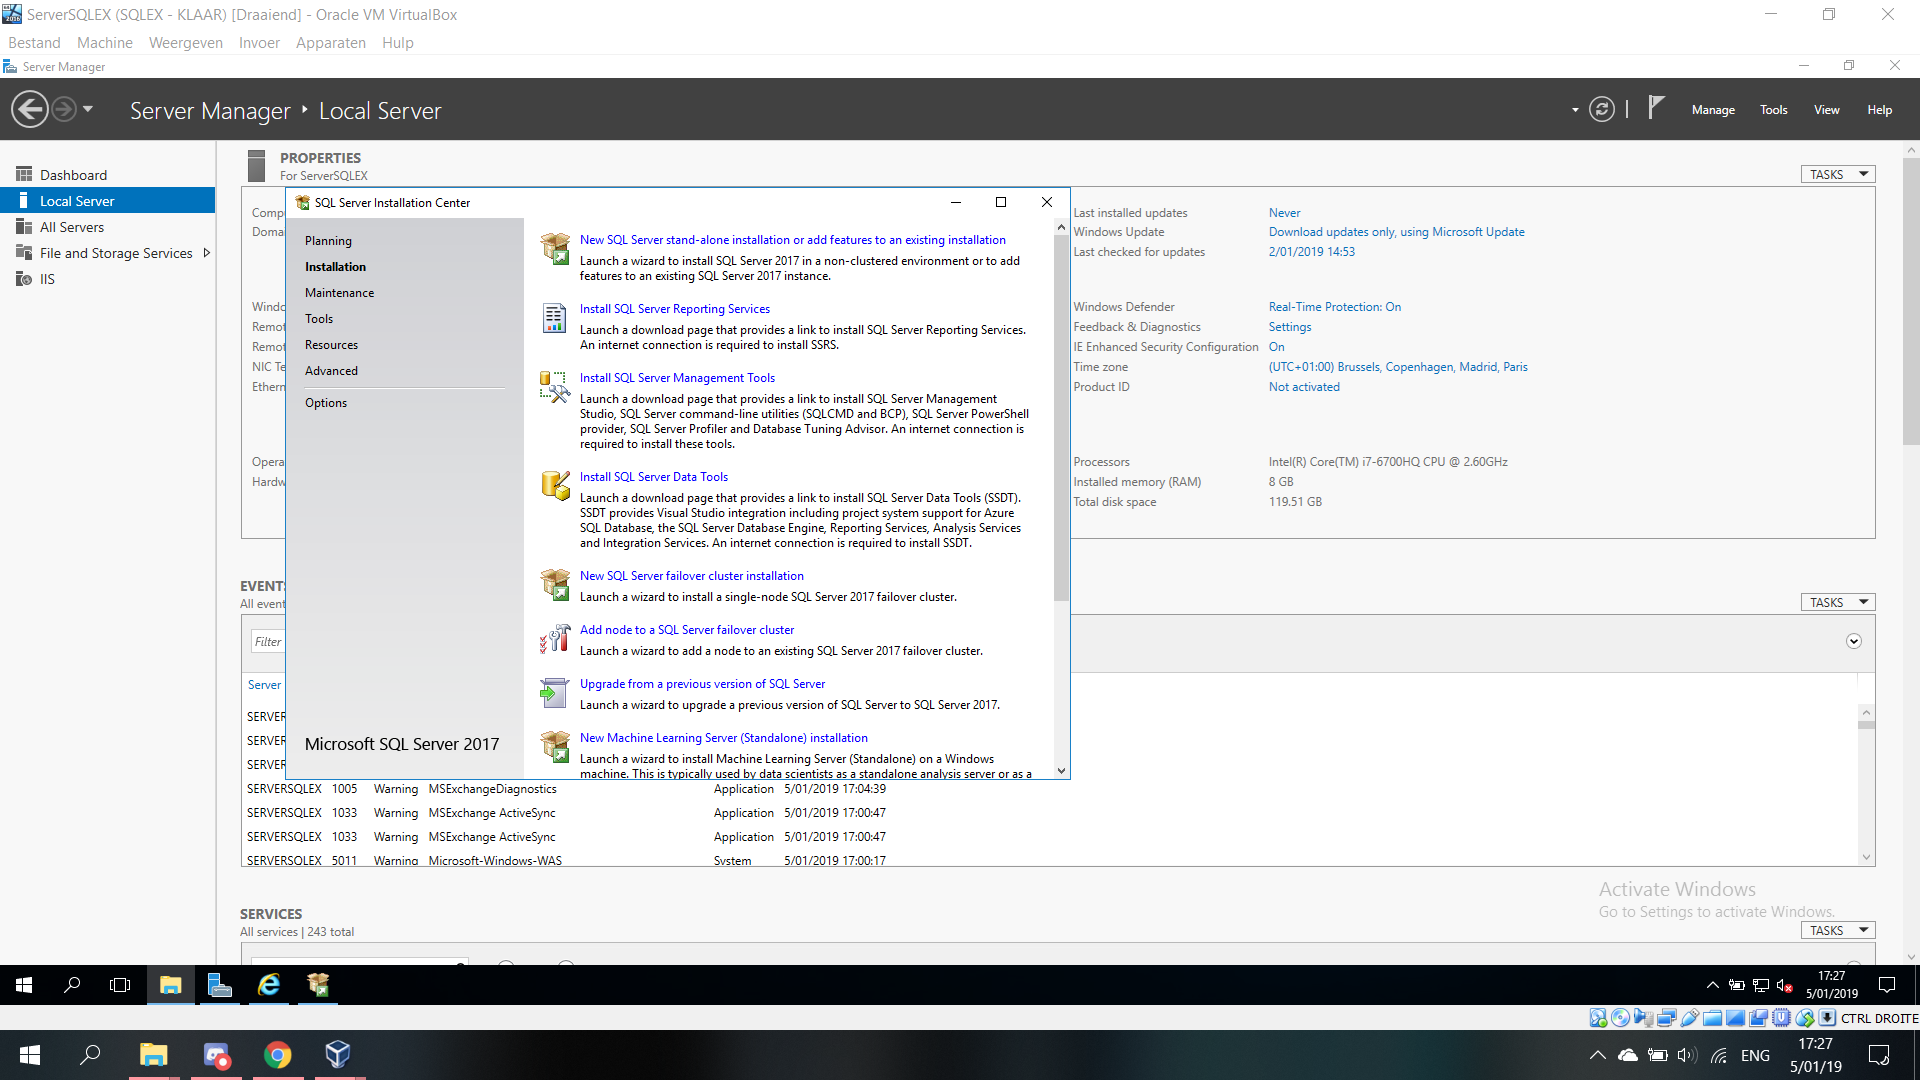 ServerSQLEX (SQLEX - KLAAR) [Draaiend] - Oracle VM VirtualBox
Bestand Machine Weergeven Invoer Apparaten Hulp
Server Manager
Server Manager Local Server
Manage Tools View Help
Dashboard
Local Server
All Servers
File and Storage Services
IIS
PROPERTIES
For ServerSQLEX
TASKS
SQL Server Installation Center
Planning
Installation
Maintenance
Tools
Resources
Advanced
Options
Microsoft SQL Server 2017
New SQL Server stand-alone installation or add features to an existing installation
Launch a wizard to install SQL Server 2017 in a non-clustered environment or to add
features to an existing SQL Server 2017 instance.
Install SQL Server Reporting Services
Launch a download page that provides a link to install SQL Server Reporting Services.
An internet connection is required to install SSRS.
Install SQL Server Management Tools
Launch a download page that provides a link to install SQL Server Management
Studio, SQL Server command-line utilities (SQLCMD and BCP), SQL Server PowerShell
provider, SQL Server Profiler and Database Tuning Advisor. An internet connection is
required to install these tools.
Install SQL Server Data Tools
Launch a download page that provides a link to install SQL Server Data Tools (SSDT).
SSDT provides Visual Studio integration including project system support for Azure
SQL Database, the SQL Server Database Engine, Reporting Services, Analysis Services
and Integration Services. An internet connection is required to install SSDT.
New SQL Server failover cluster installation
Launch a wizard to install a single-node SQL Server 2017 failover cluster.
Add node to a SQL Server failover cluster
Launch a wizard to add a node to an existing SQL Server 2017 failover cluster.
Upgrade from a previous version of SQL Server
Launch a wizard to upgrade a previous version of SQL Server to SQL Server 2017.
New Machine Learning Server (Standalone) installation
Launch a wizard to install Machine Learning Server (Standalone) on a Windows
machine. This is typically used by data scientists as a standalone analysis server or as a
Comp
Doma
Windo
Remot
Remot
NIC Te
Ethern
Opera
Hardw
Last installed updates Never
Windows Update Download updates only, using Microsoft Update
Last checked for updates 2/01/2019 14:53
Windows Defender Real-Time Protection: On
Feedback & Diagnostics Settings
IE Enhanced Security Configuration On
Time zone (UTC+01:00) Brussels, Copenhagen, Madrid, Paris
Product ID Not activated
Processors Intel(R) Core(TM) i7-6700HQ CPU @ 2.60GHz
Installed memory (RAM) 8 GB
Total disk space 119.51 GB
EVENTS
All event
TASKS
Filter
Server
SERVER
SERVER
SERVER
SERVERSQLEX 1005 Warning MSExchangeDiagnostics Application 5/01/2019 17:04:39
SERVERSQLEX 1033 Warning MSExchange ActiveSync Application 5/01/2019 17:00:47
SERVERSQLEX 1033 Warning MSExchange ActiveSync Application 5/01/2019 17:00:47
SERVERSQLEX 5011 Warning Microsoft-Windows-WAS System 5/01/2019 17:00:17
Activate Windows
Go to Settings to activate Windows.
SERVICES
All services | 243 total
TASKS
17:27
5/01/2019
CTRL DROITE
ENG
17:27
5/01/19